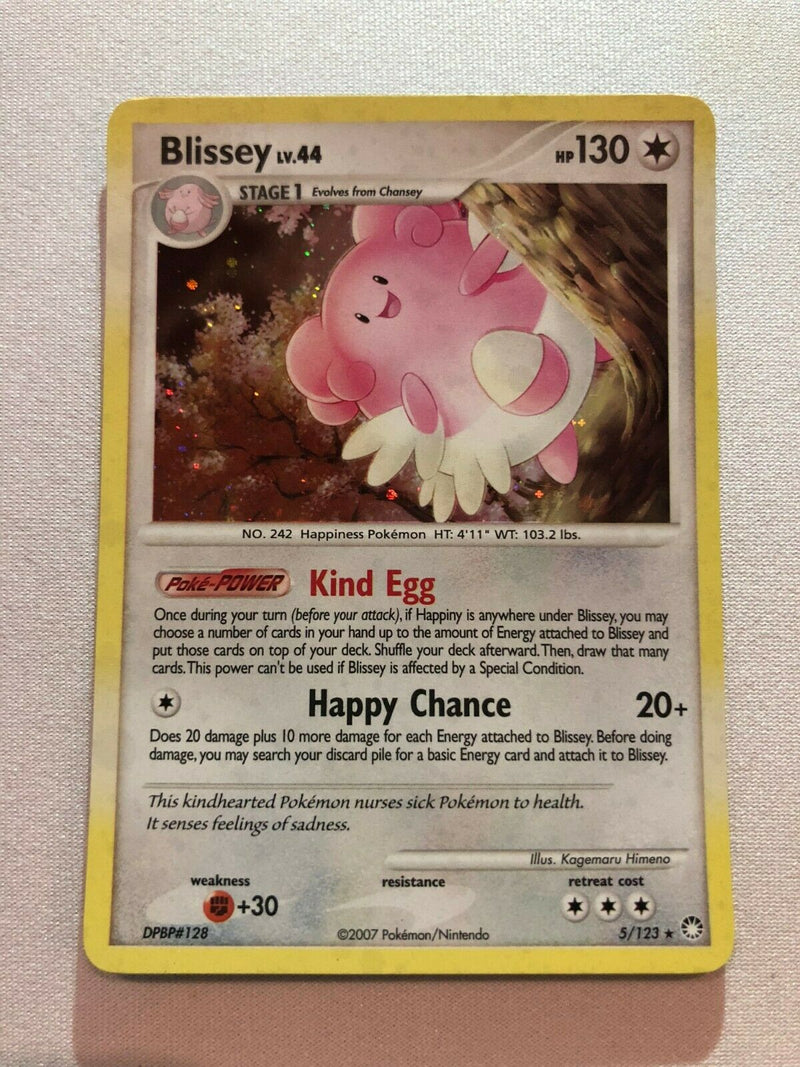 Blissey LV.44 HP 130
STAGE 1 Evolves from Chansey
NO. 242 Happiness Pokémon HT: 4'11" WT: 103.2 lbs.
Poké-POWER Kind Egg
Once during your turn (before your attack), if Happiny is anywhere under Blissey, you may
choose a number of cards in your hand up to the amount of Energy attached to Blissey and
put those cards on top of your deck. Shuffle your deck afterward. Then, draw that many
cards. This power can't be used if Blissey is affected by a Special Condition.
Happy Chance 20+
Does 20 damage plus 10 more damage for each Energy attached to Blissey. Before doing
damage, you may search your discard pile for a basic Energy card and attach it to Blissey.
This kindhearted Pokémon nurses sick Pokémon to health.
It senses feelings of sadness.
Illus. Kagemaru Himeno
weakness resistance retreat cost
+30
DPBP#128 ©2007 Pokémon/Nintendo 5/123 ★